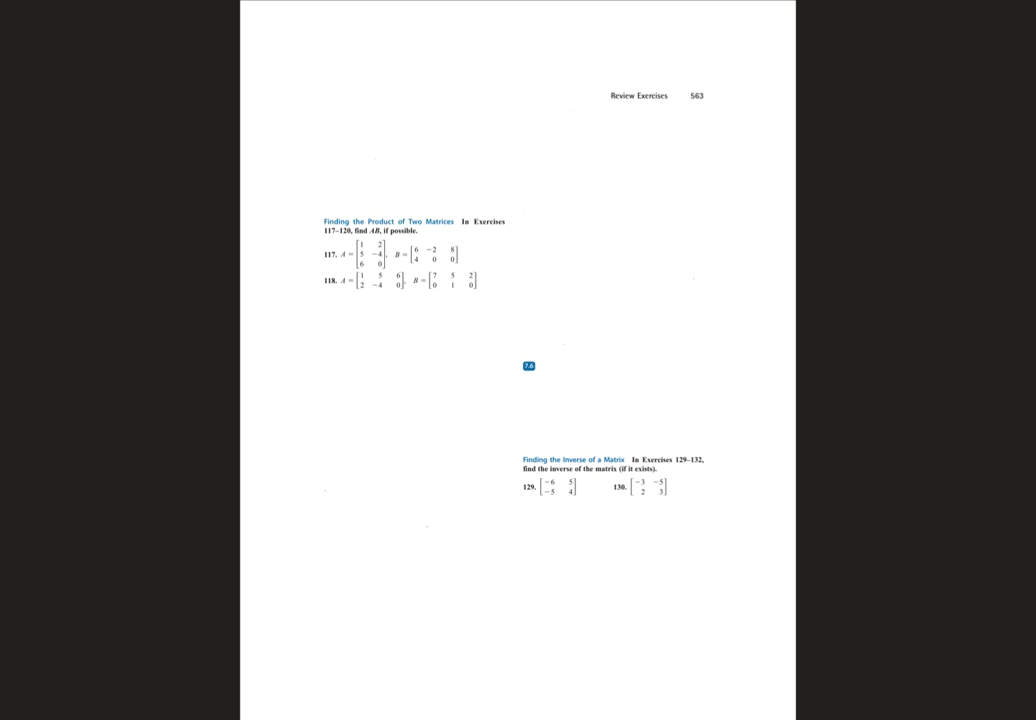 Review Exercises 563
Finding the Product of Two Matrices In Exercises
117–120, find AB, if possible.
117. A = [1 2; 5 -4; 6 0], B = [6 -2 8; 4 0 0]
118. A = [1 5 6; 2 -4 0], B = [7 5 2; 0 1 0]
7.6
Finding the Inverse of a Matrix In Exercises 129–132,
find the inverse of the matrix (if it exists).
129. [-6 5; -5 4] 130. [-3 -5; 2 3]